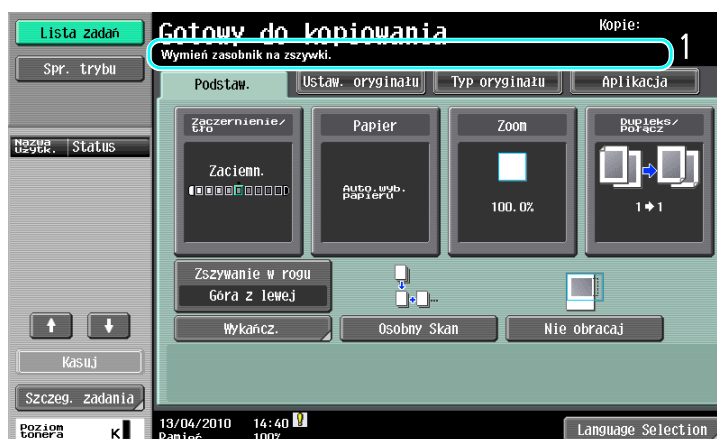 Lista zadań
Spr. trybu
Gotowy do kopiowania
Kopie:
1
Wymień zasobnik na zszywki.
Podstaw.
Ustaw. oryginału
Typ oryginału
Aplikacja
Nazwa użytk.
Status
Zaczernienie/
tło
Papier
Zoom
Dupleks/
Połącz
Zaciemn.
Auto.wyb.
papieru
100.0%
1→1
Zszywanie w rogu
Góra z lewej
Wykańcz.
Osobny Skan
Nie obracaj
Kasuj
Szczeg. zadania
Poziom
tonera
K
13/04/2010 14:40
Pamięć 100%
Language Selection